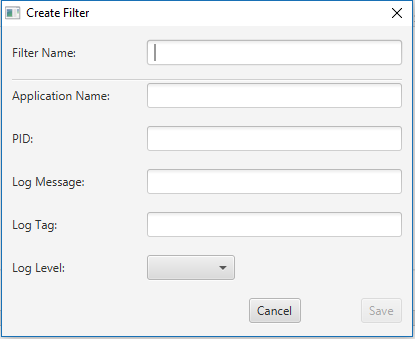 Create Filter
Filter Name:
Application Name:
PID:
Log Message:
Log Tag:
Log Level:
Cancel Save